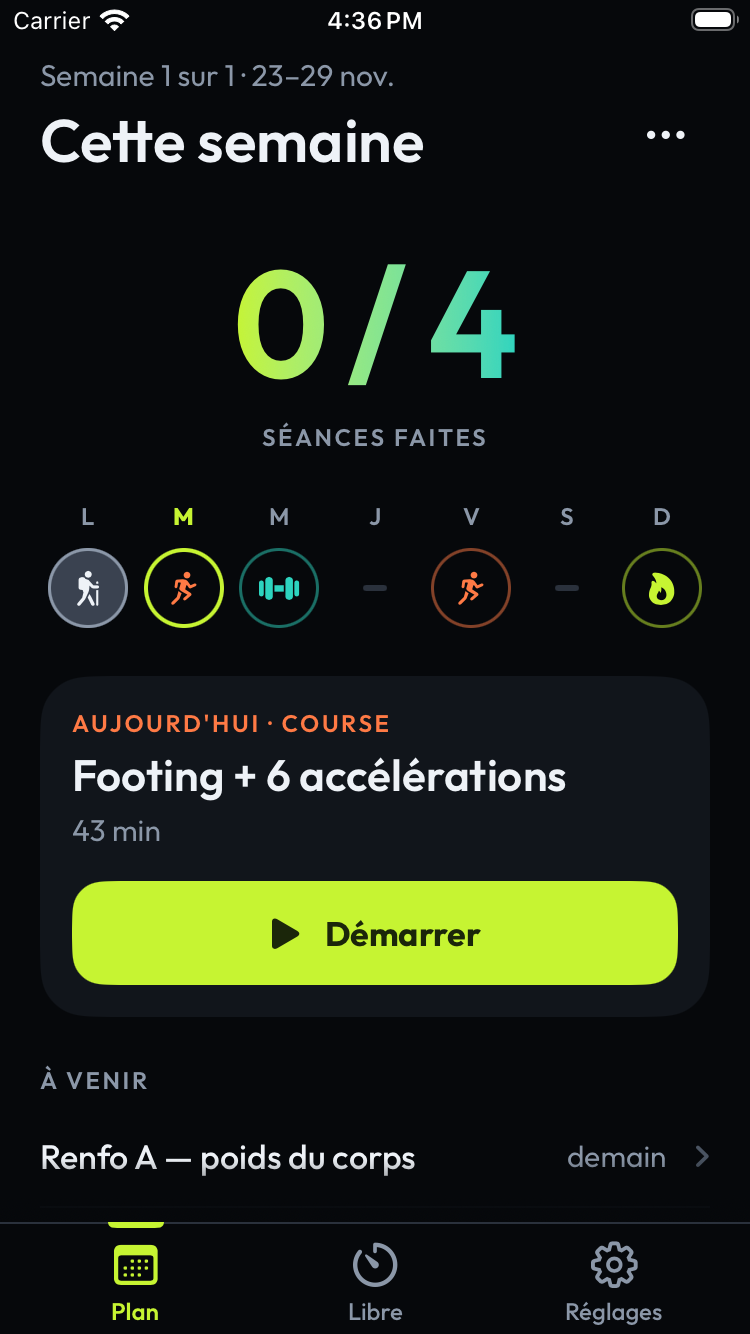 Carrier 4:36 PM
Semaine 1 sur 1 · 23–29 nov.
Cette semaine
0/4
SÉANCES FAITES
L M M J V S D
AUJOURD'HUI · COURSE
Footing + 6 accélérations
43 min
Démarrer
À VENIR
Renfo A — poids du corps demain
Plan Libre Réglages